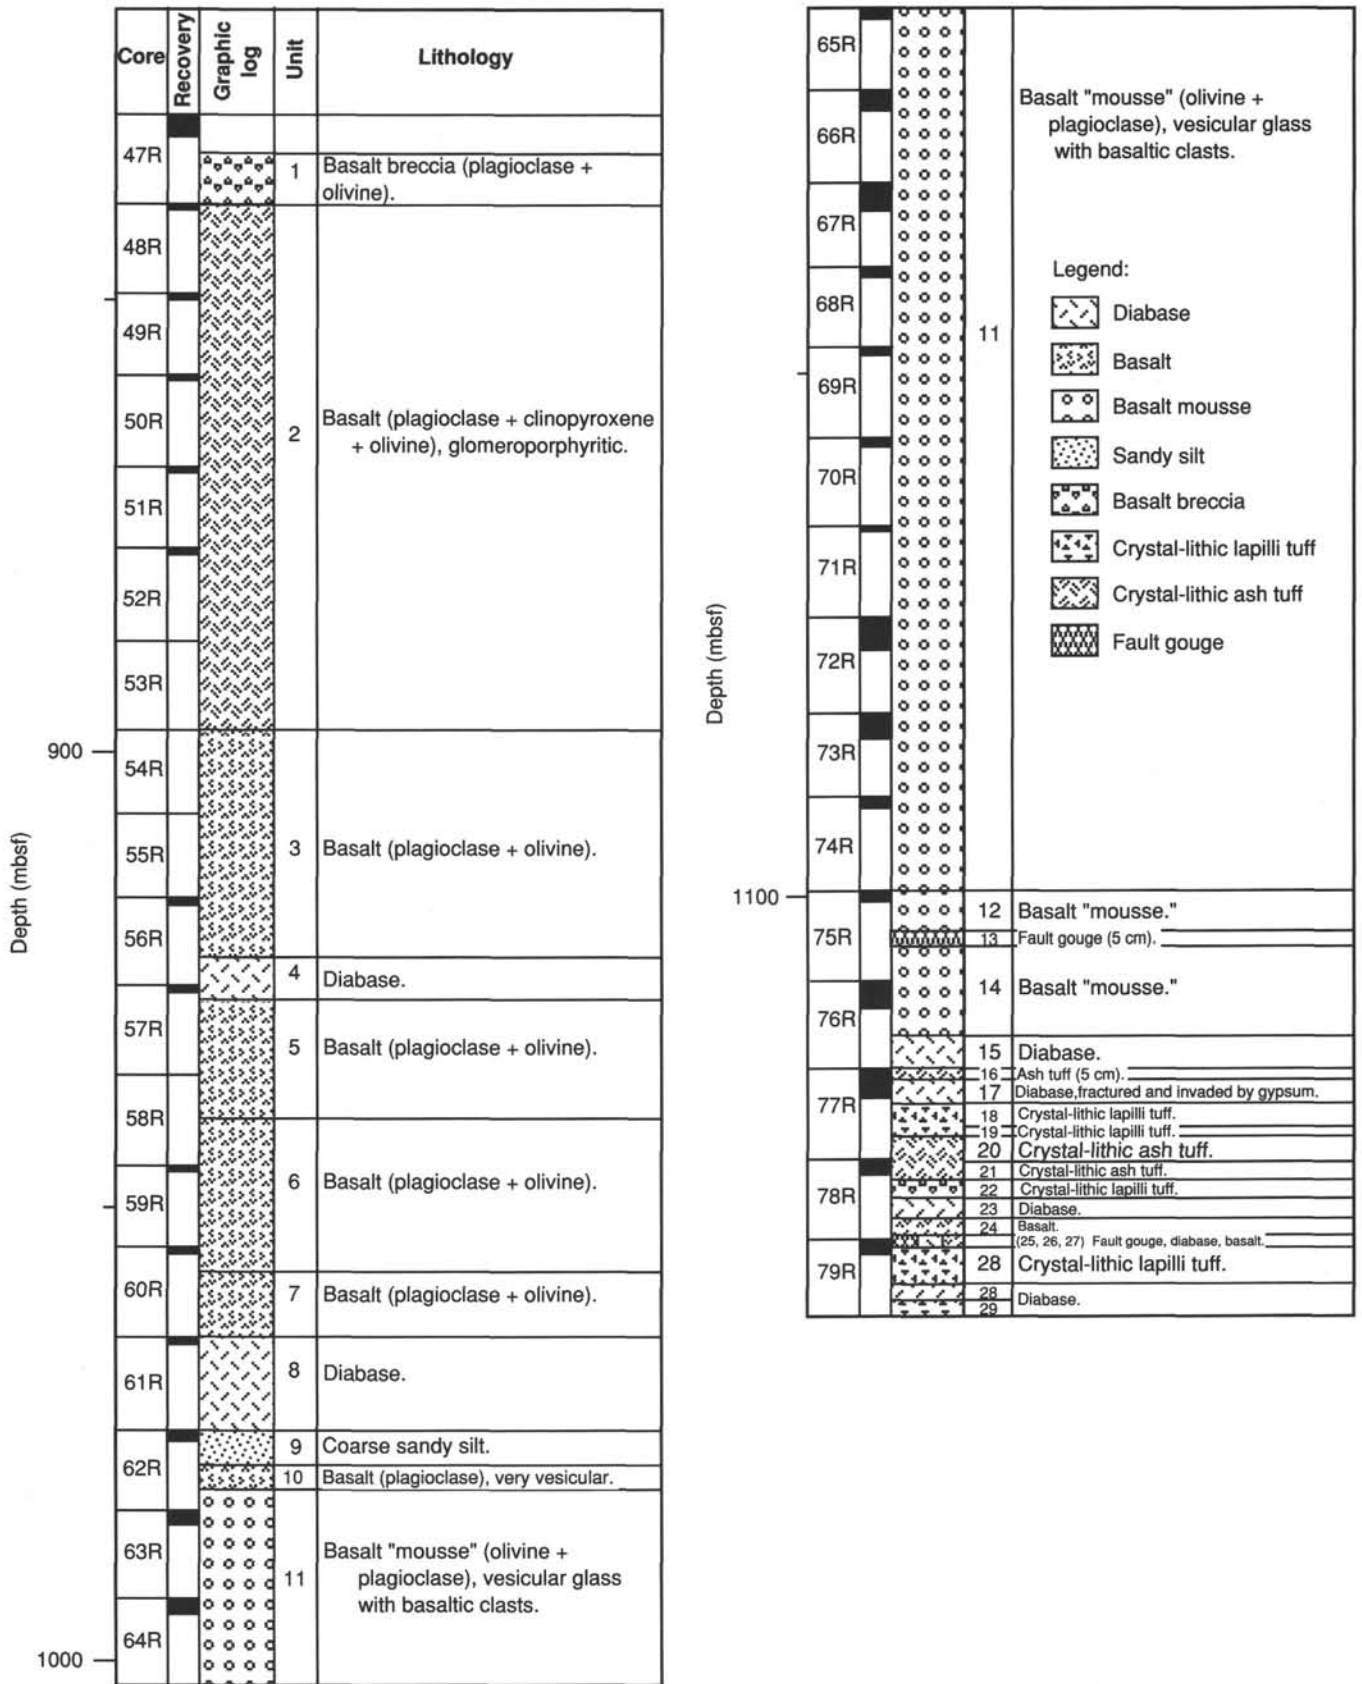 Core
Recovery
Graphic
log
Unit
Lithology
47R
1
Basalt breccia (plagioclase +
olivine).
48R
49R
50R
2
Basalt (plagioclase + clinopyroxene
+ olivine), glomeroporphyritic.
51R
52R
53R
900
54R
55R
3
Basalt (plagioclase + olivine).
Depth (mbsf)
56R
4
Diabase.
57R
5
Basalt (plagioclase + olivine).
58R
6
Basalt (plagioclase + olivine).
59R
60R
7
Basalt (plagioclase + olivine).
61R
8
Diabase.
9
Coarse sandy silt.
62R
10
Basalt (plagioclase), very vesicular.
63R
11
Basalt "mousse" (olivine +
plagioclase), vesicular glass
with basaltic clasts.
64R
1000
65R
Basalt "mousse" (olivine +
plagioclase), vesicular glass
with basaltic clasts.
66R
67R
68R
11
69R
70R
71R
72R
73R
74R
Legend:
Diabase
Basalt
Basalt mousse
Sandy silt
Basalt breccia
Crystal-lithic lapilli tuff
Crystal-lithic ash tuff
Fault gouge
Depth (mbsf)
1100
12
Basalt "mousse."
75R
13
Fault gouge (5 cm).
14
Basalt "mousse."
76R
15
Diabase.
16
Ash tuff (5 cm).
17
Diabase,fractured and invaded by gypsum.
77R
18
Crystal-lithic lapilli tuff.
19
Crystal-lithic lapilli tuff.
20
Crystal-lithic ash tuff.
21
Crystal-lithic ash tuff.
78R
22
Crystal-lithic lapilli tuff.
23
Diabase.
24
Basalt.
(25, 26, 27) Fault gouge, diabase, basalt.
79R
28
Crystal-lithic lapilli tuff.
28
29
Diabase.